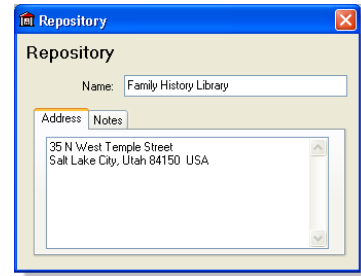 Repository
Repository
Name: Family History Library
Address Notes
35 N West Temple Street
Salt Lake City, Utah 84150 USA